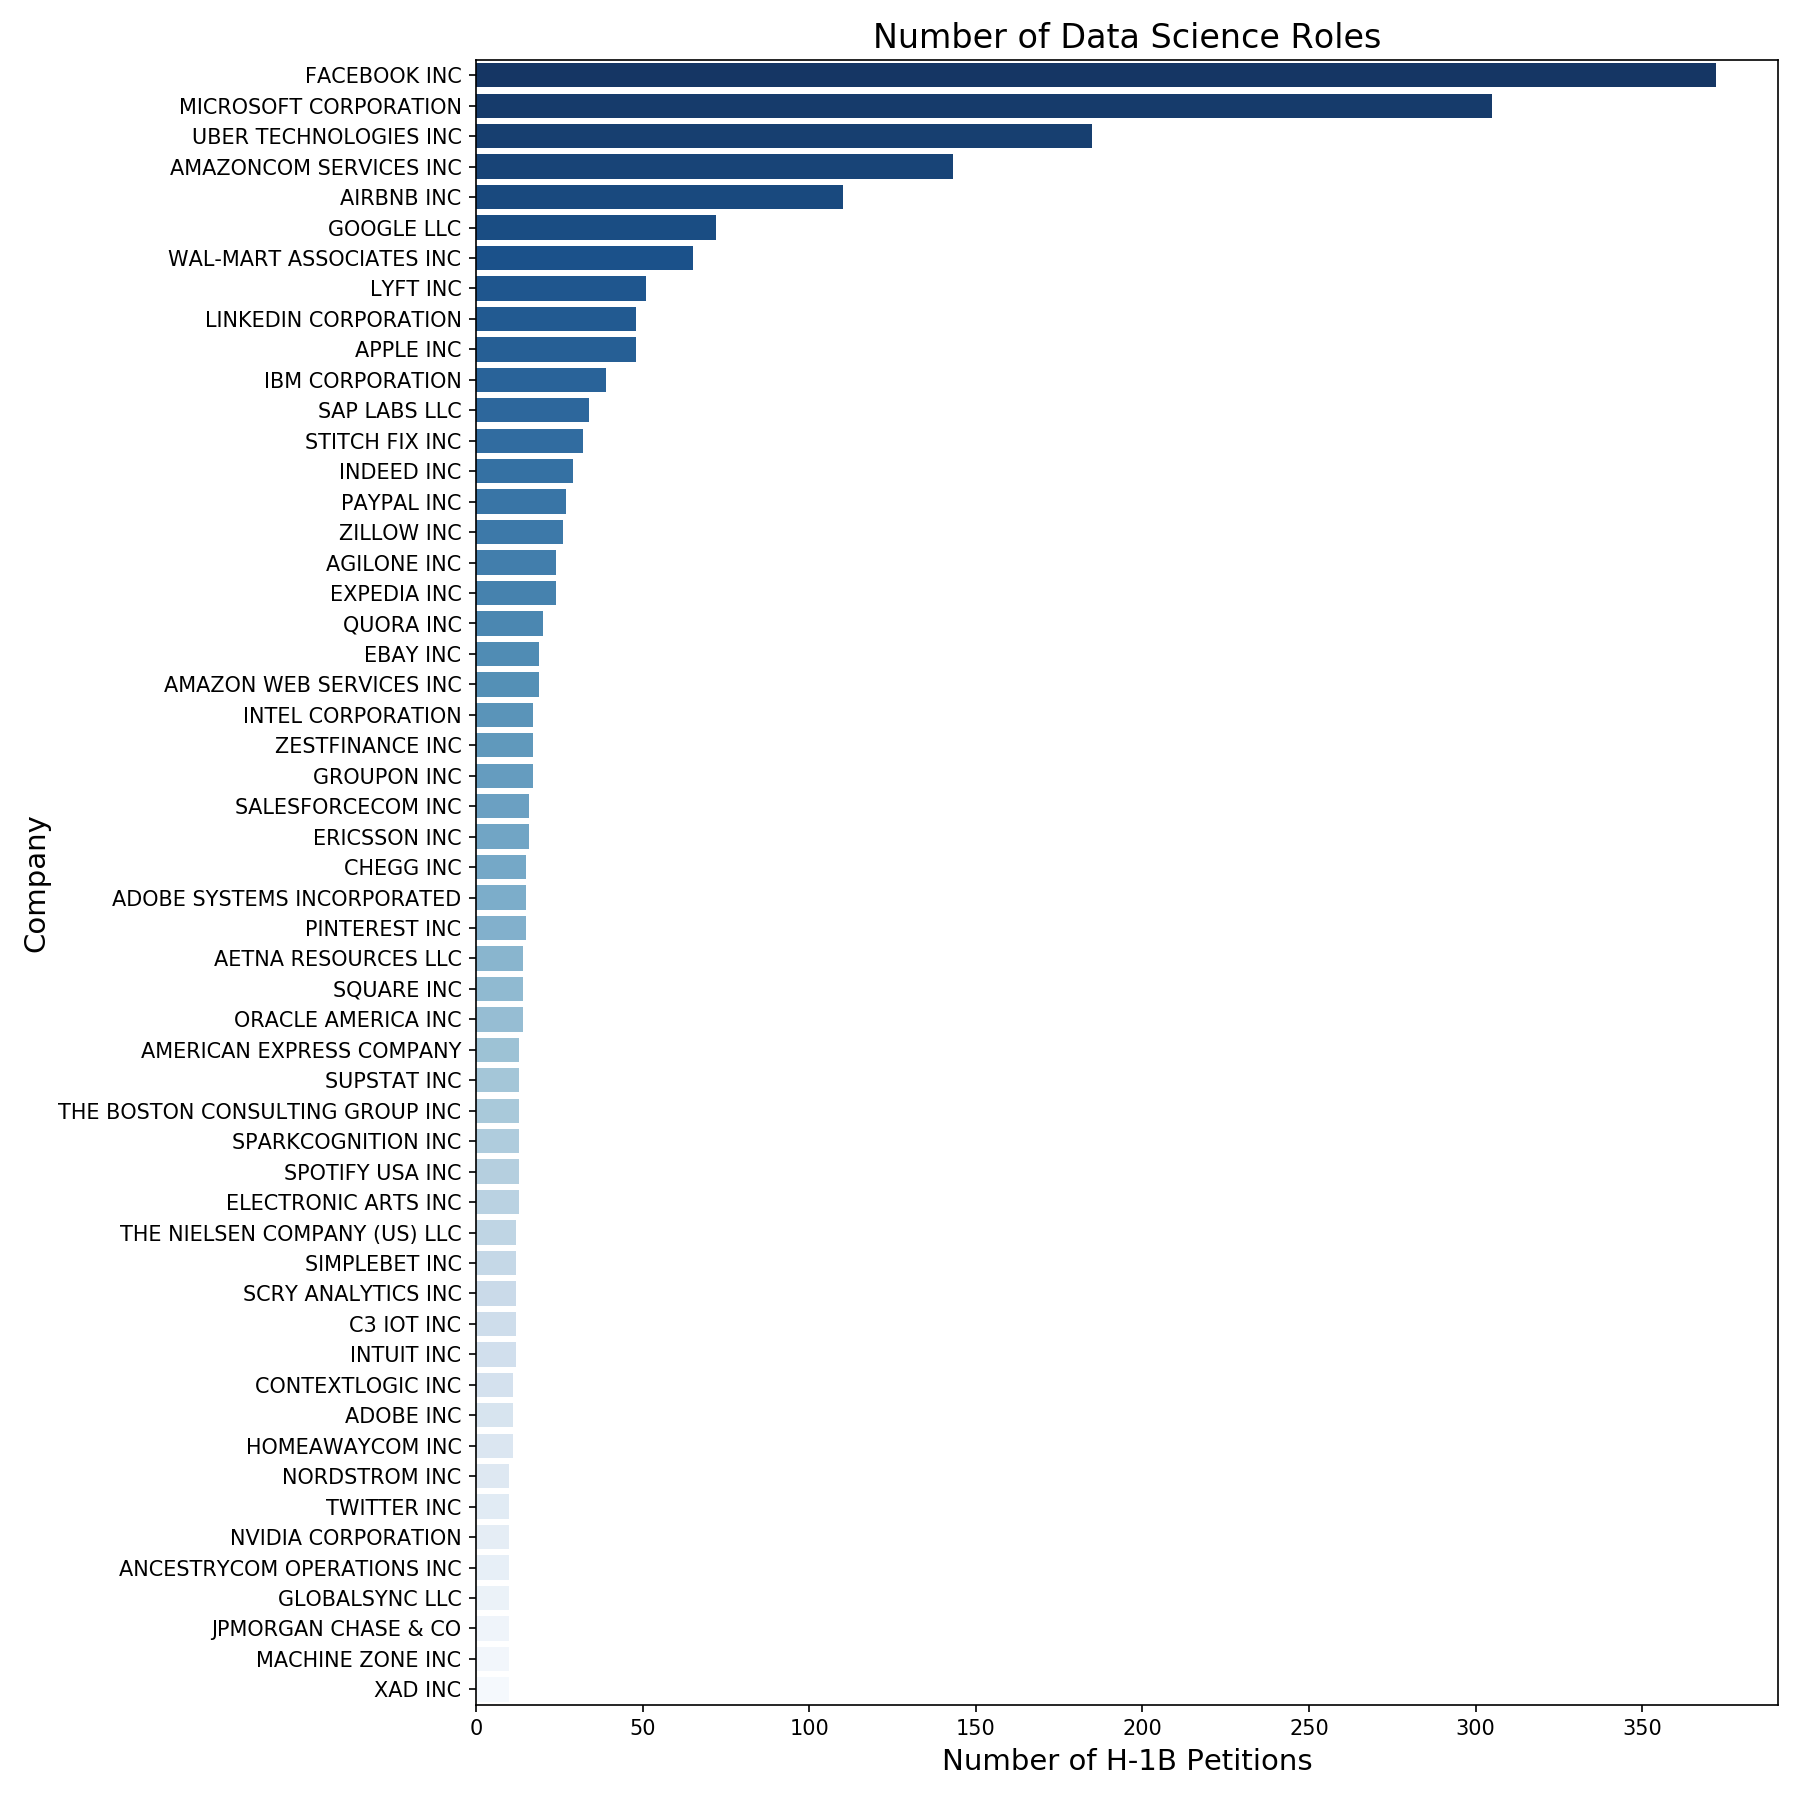 Number of Data Science Roles
FACEBOOK INC
MICROSOFT CORPORATION
UBER TECHNOLOGIES INC
AMAZONCOM SERVICES INC
AIRBNB INC
GOOGLE LLC
WAL-MART ASSOCIATES INC
LYFT INC
LINKEDIN CORPORATION
APPLE INC
IBM CORPORATION
SAP LABS LLC
STITCH FIX INC
INDEED INC
PAYPAL INC
ZILLOW INC
AGILONE INC
EXPEDIA INC
QUORA INC
EBAY INC
AMAZON WEB SERVICES INC
INTEL CORPORATION
ZESTFINANCE INC
GROUPON INC
SALESFORCECOM INC
ERICSSON INC
CHEGG INC
ADOBE SYSTEMS INCORPORATED
PINTEREST INC
AETNA RESOURCES LLC
SQUARE INC
ORACLE AMERICA INC
AMERICAN EXPRESS COMPANY
SUPSTAT INC
THE BOSTON CONSULTING GROUP INC
SPARKCOGNITION INC
SPOTIFY USA INC
ELECTRONIC ARTS INC
THE NIELSEN COMPANY (US) LLC
SIMPLEBET INC
SCRY ANALYTICS INC
C3 IOT INC
INTUIT INC
CONTEXTLOGIC INC
ADOBE INC
HOMEAWAYCOM INC
NORDSTROM INC
TWITTER INC
NVIDIA CORPORATION
ANCESTRYCOM OPERATIONS INC
GLOBALSYNC LLC
JPMORGAN CHASE & CO
MACHINE ZONE INC
XAD INC
Company
0 50 100 150 200 250 300 350
Number of H-1B Petitions